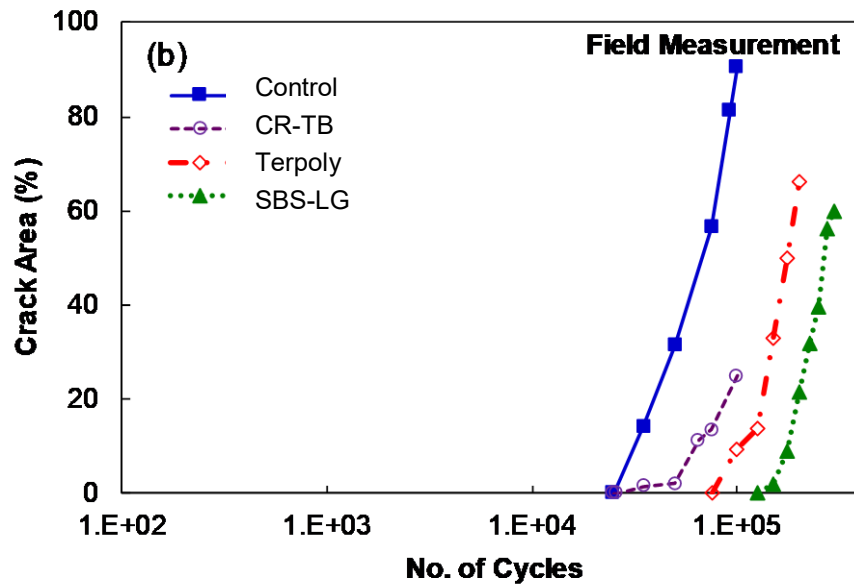 (b)
Field Measurement
Control
CR-TB
Terpoly
SBS-LG
Crack Area (%)
100
80
60
40
20
0
1.E+02
1.E+03
1.E+04
1.E+05
No. of Cycles